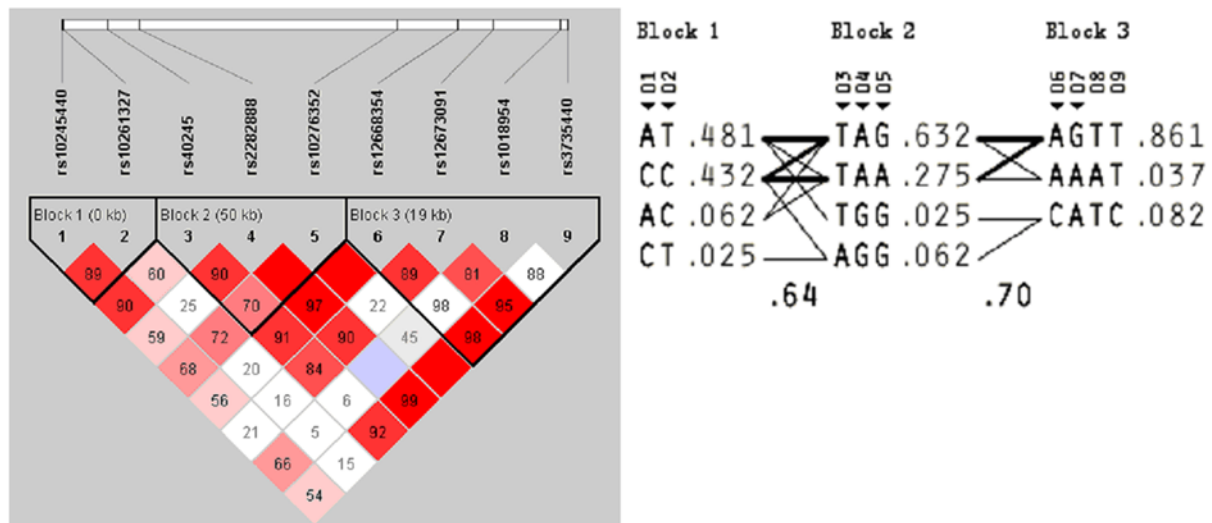 rs10245440
rs10261327
rs40245
rs2282888
rs10276352
rs12668354
rs12673091
rs1018954
rs3735440
Block 1 (0 kb)
Block 2 (50 kb)
Block 3 (19 kb)
1 2 3 4 5 6 7 8 9
89 60 90 89 81 88
90 25 70 97 22 98 95
59 72 91 90 45 98
68 20 84
56 16 6 99
21 5 92
66 15
54
Block 1 Block 2 Block 3
01 02 03 04 05 06 07 08 09
AT .481 TAG .632 AGTT .861
CC .432 TAA .275 AAAT .037
AC .062 TGG .025 CATC .082
CT .025 AGG .062
.64 .70